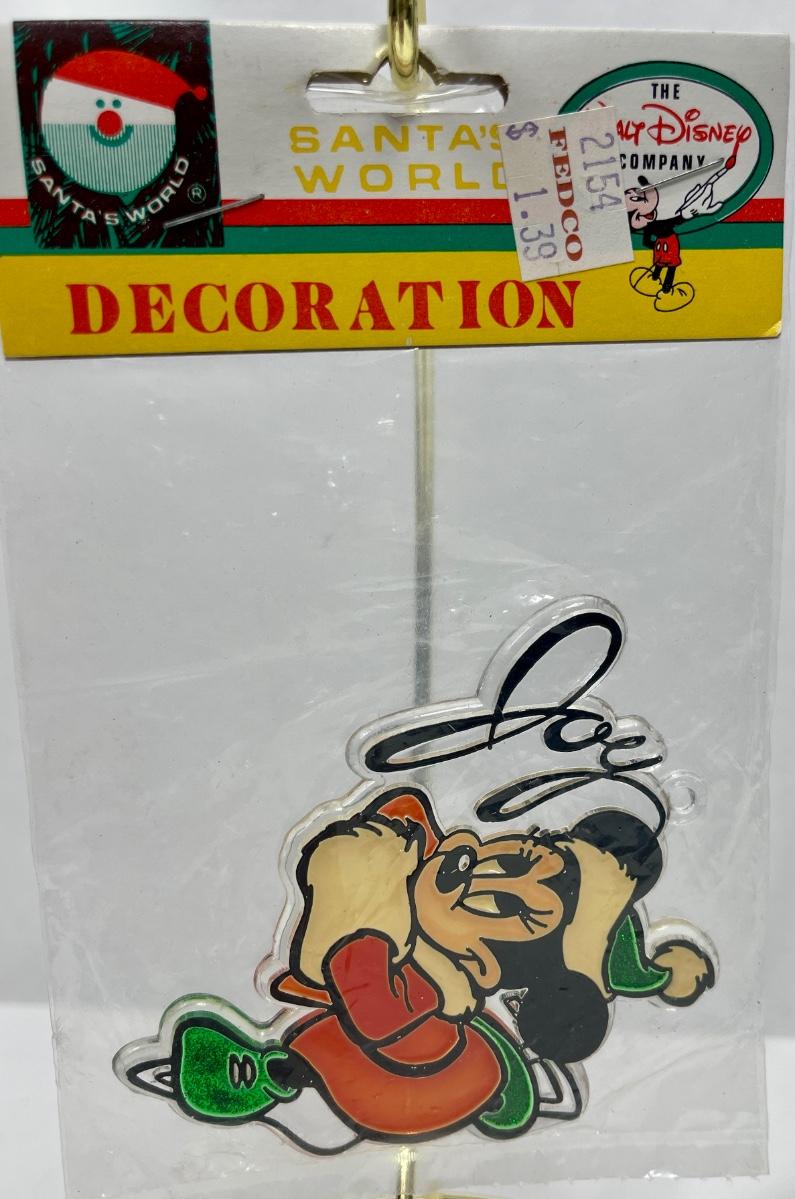 SANTA'S WORLD
®
SANTA'S
WORLD
THE
WALT DISNEY
COMPANY
2154
FEDCO
$ 1.39
DECORATION
Joy